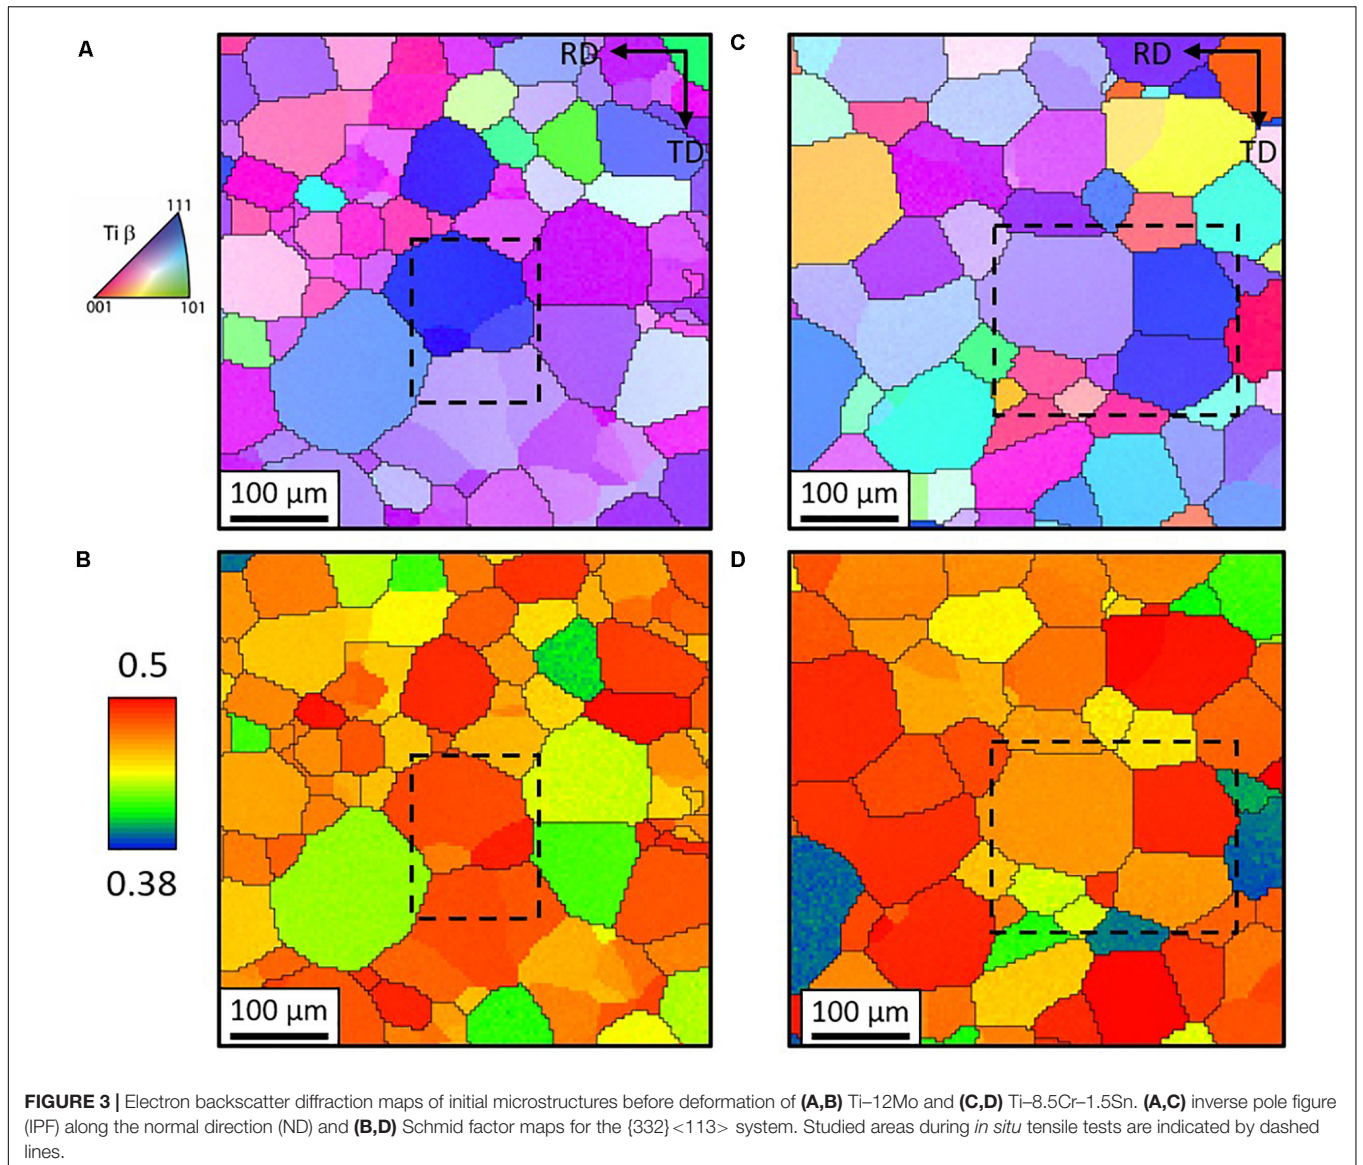 A
RD
TD
C
RD
TD
111
Ti β
001
101
100 µm
100 µm
B
D
0.5
0.38
100 µm
100 µm
FIGURE 3 | Electron backscatter diffraction maps of initial microstructures before deformation of (A,B) Ti–12Mo and (C,D) Ti–8.5Cr–1.5Sn. (A,C) inverse pole figure
(IPF) along the normal direction (ND) and (B,D) Schmid factor maps for the {332}<113> system. Studied areas during in situ tensile tests are indicated by dashed
lines.